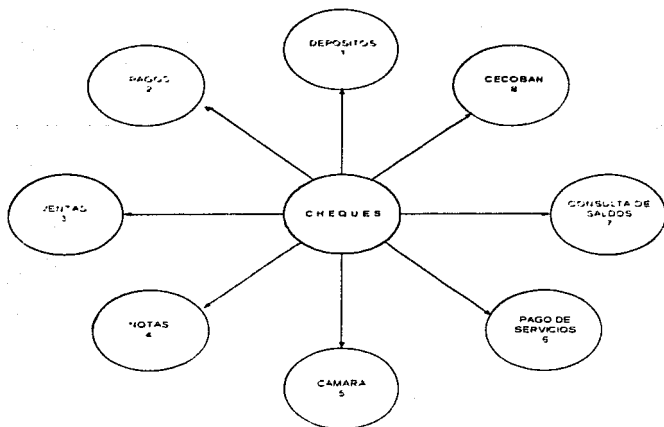 DEPOSITOS
1
PAGOS
2
CECOBAN
8
VENTAS
3
CHEQUES
CONSULTA DE
SALDOS
7
NOTAS
4
PAGO DE
SERVICIOS
6
CAMARA
5